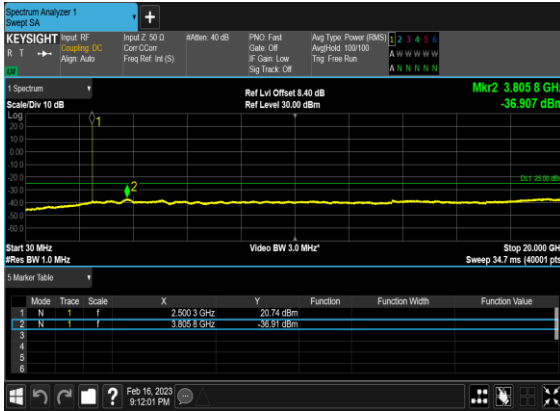 Spectrum Analyzer 1
Swept SA
+
KEYSIGHT
R T
Input: RF
Coupling: DC
Align: Auto
Input Z: 50 Ω
Corr CCorr
Freq Ref: Int (S)
#Atten: 40 dB
PNO: Fast
Gate: Off
IF Gain: Low
Sig Track: Off
Avg Type: Power (RMS)
Avg|Hold: 100/100
Trig: Free Run
1 2 3 4 5 6
A W W W W W
A N N N N N
1 Spectrum
Scale/Div 10 dB
Ref Lvl Offset 8.40 dB
Ref Level 30.00 dBm
Mkr2 3.805 8 GHz
-36.907 dBm
Log
20.0
10.0
0.00
-10.0
-20.0
-30.0
-40.0
-50.0
-60.0
1
2
DL1 -25.00 dBm
Start 30 MHz
#Res BW 1.0 MHz
Video BW 3.0 MHz*
Stop 20.000 GHz
Sweep 34.7 ms (40001 pts)
5 Marker Table
Mode Trace Scale X Y Function Function Width Function Value
1 N 1 f 2.500 3 GHz 20.74 dBm
2 N 1 f 3.805 8 GHz -36.91 dBm
3
4
5
6
?
Feb 16, 2023
9:12:01 PM